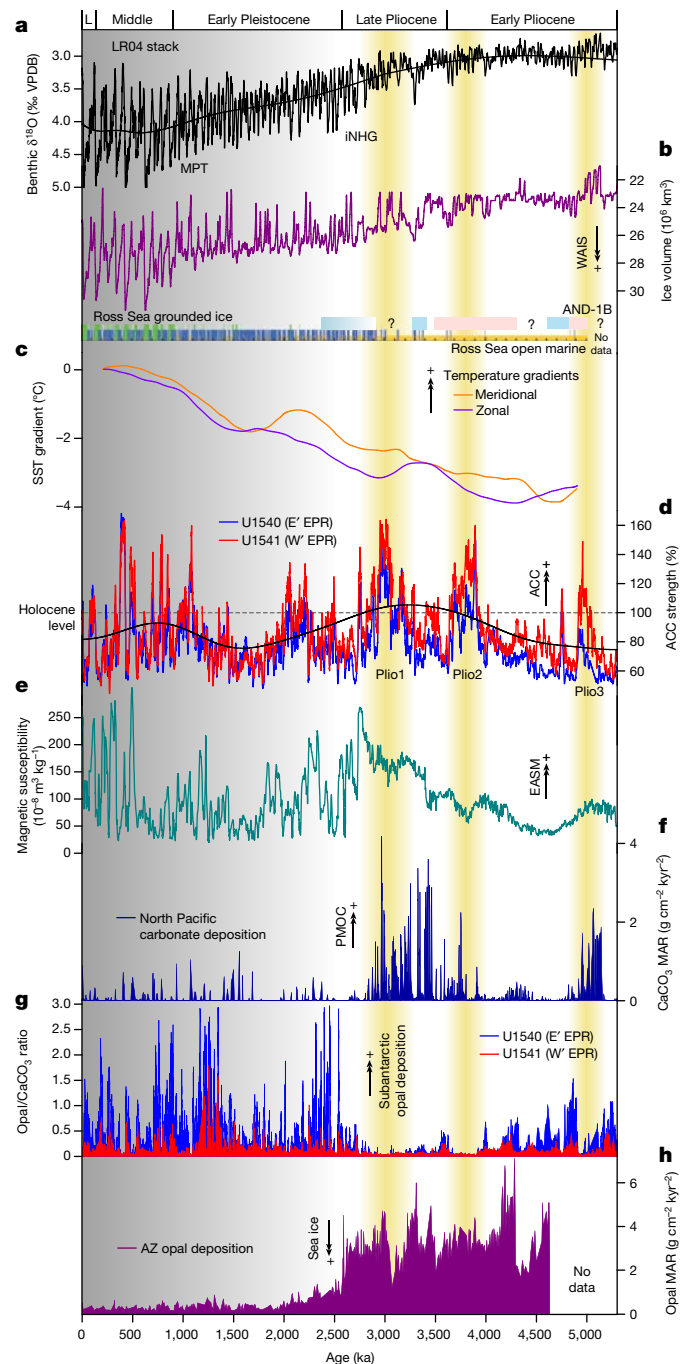 L Middle Early Pleistocene Late Pliocene Early Pliocene
a
LR04 stack
Benthic δ18O (‰ VPDB)
3.0
3.5
4.0
4.5
5.0
MPT
iNHG
b
22
24
26
28
30
Ice volume (10⁶ km³)
WAIS
+
Ross Sea grounded ice
?
AND-1B
?
Ross Sea open marine
No data
c
SST gradient (°C)
0
−2
−4
+
Temperature gradients
Meridional
Zonal
d
U1540 (E′ EPR)
U1541 (W′ EPR)
160
140
120
100
80
60
ACC strength (%)
ACC
+
Holocene level
Plio1
Plio2
Plio3
e
Magnetic susceptibility
(10⁻⁸ m³ kg⁻¹)
250
200
150
100
50
0
EASM
+
f
4
2
0
CaCO₃ MAR (g cm⁻² kyr⁻²)
North Pacific
carbonate deposition
PMOC
+
g
Opal/CaCO₃ ratio
3.0
2.5
2.0
1.5
1.0
0.5
0
U1540 (E′ EPR)
U1541 (W′ EPR)
+
Subantarctic
opal deposition
h
6
4
2
0
Opal MAR (g cm⁻² kyr⁻²)
AZ opal deposition
Sea ice
+
No data
0 500 1,000 1,500 2,000 2,500 3,000 3,500 4,000 4,500 5,000
Age (ka)